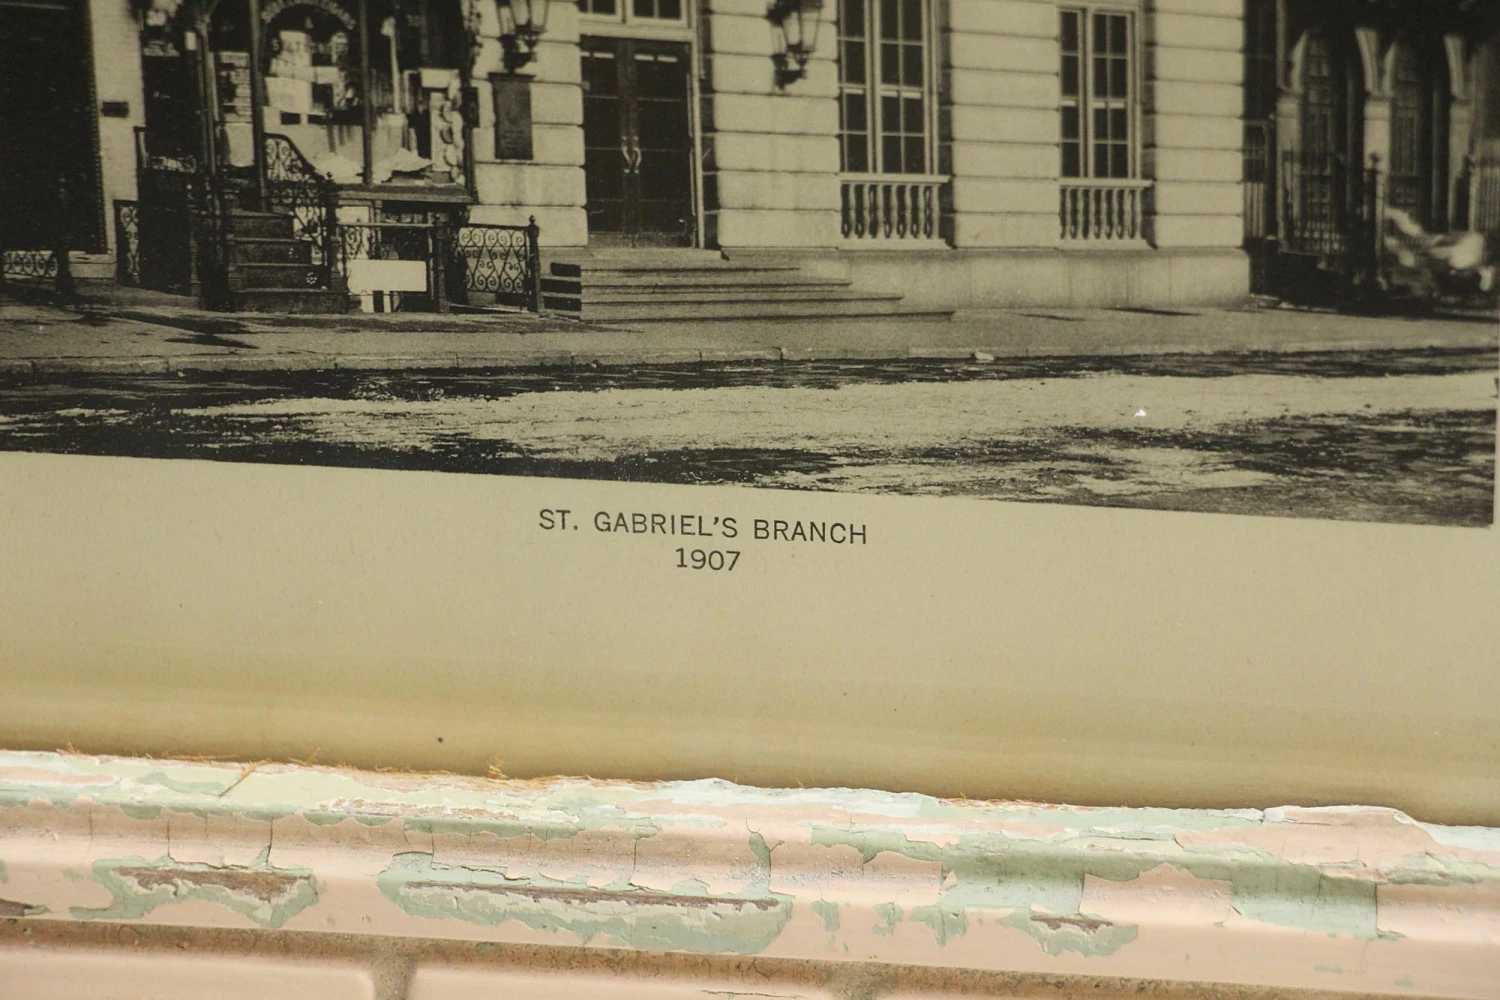 ST. GABRIEL'S BRANCH
1907